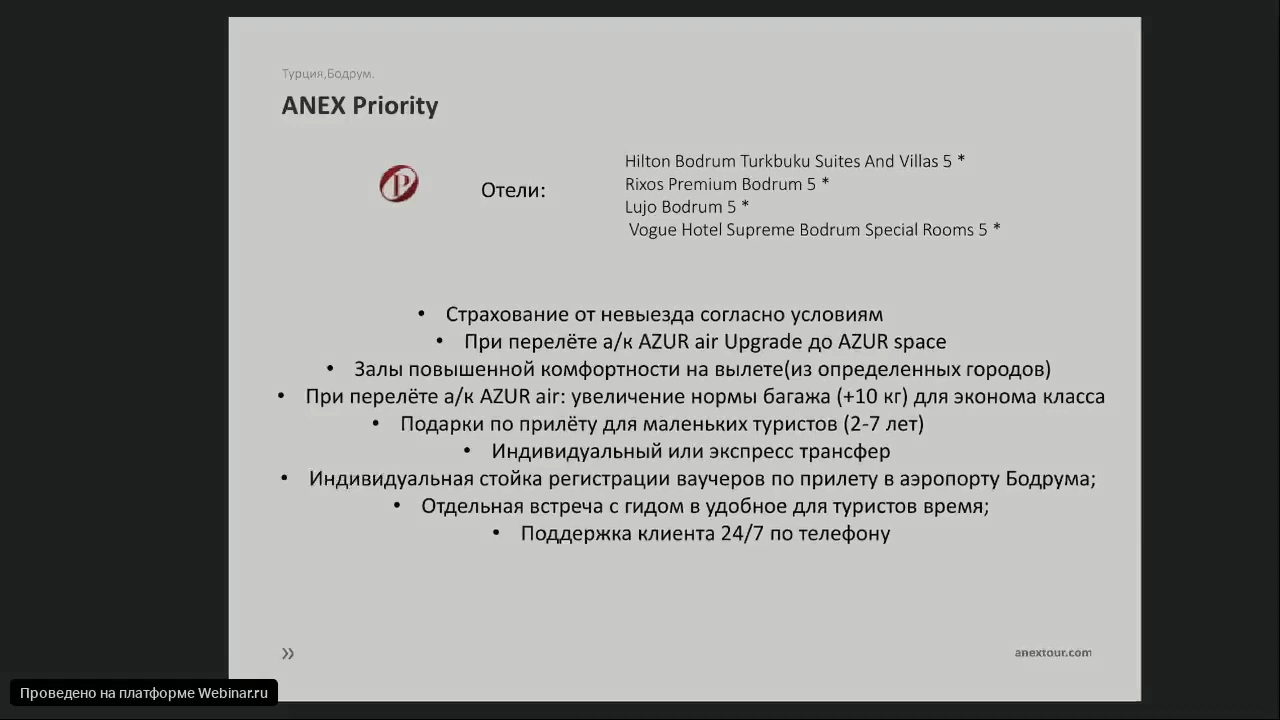 Турция,Бодрум.
ANEX Priority
P
Отели:
Hilton Bodrum Turkbuku Suites And Villas 5 *
Rixos Premium Bodrum 5 *
Lujo Bodrum 5 *
Vogue Hotel Supreme Bodrum Special Rooms 5 *
• Страхование от невыезда согласно условиям
• При перелёте а/к AZUR air Upgrade до AZUR space
• Залы повышенной комфортности на вылете(из определенных городов)
• При перелёте а/к AZUR air: увеличение нормы багажа (+10 кг) для эконома класса
• Подарки по прилёту для маленьких туристов (2-7 лет)
• Индивидуальный или экспресс трансфер
• Индивидуальная стойка регистрации ваучеров по прилету в аэропорту Бодрума;
• Отдельная встреча с гидом в удобное для туристов время;
• Поддержка клиента 24/7 по телефону
»
anextour.com
Проведено на платформе Webinar.ru